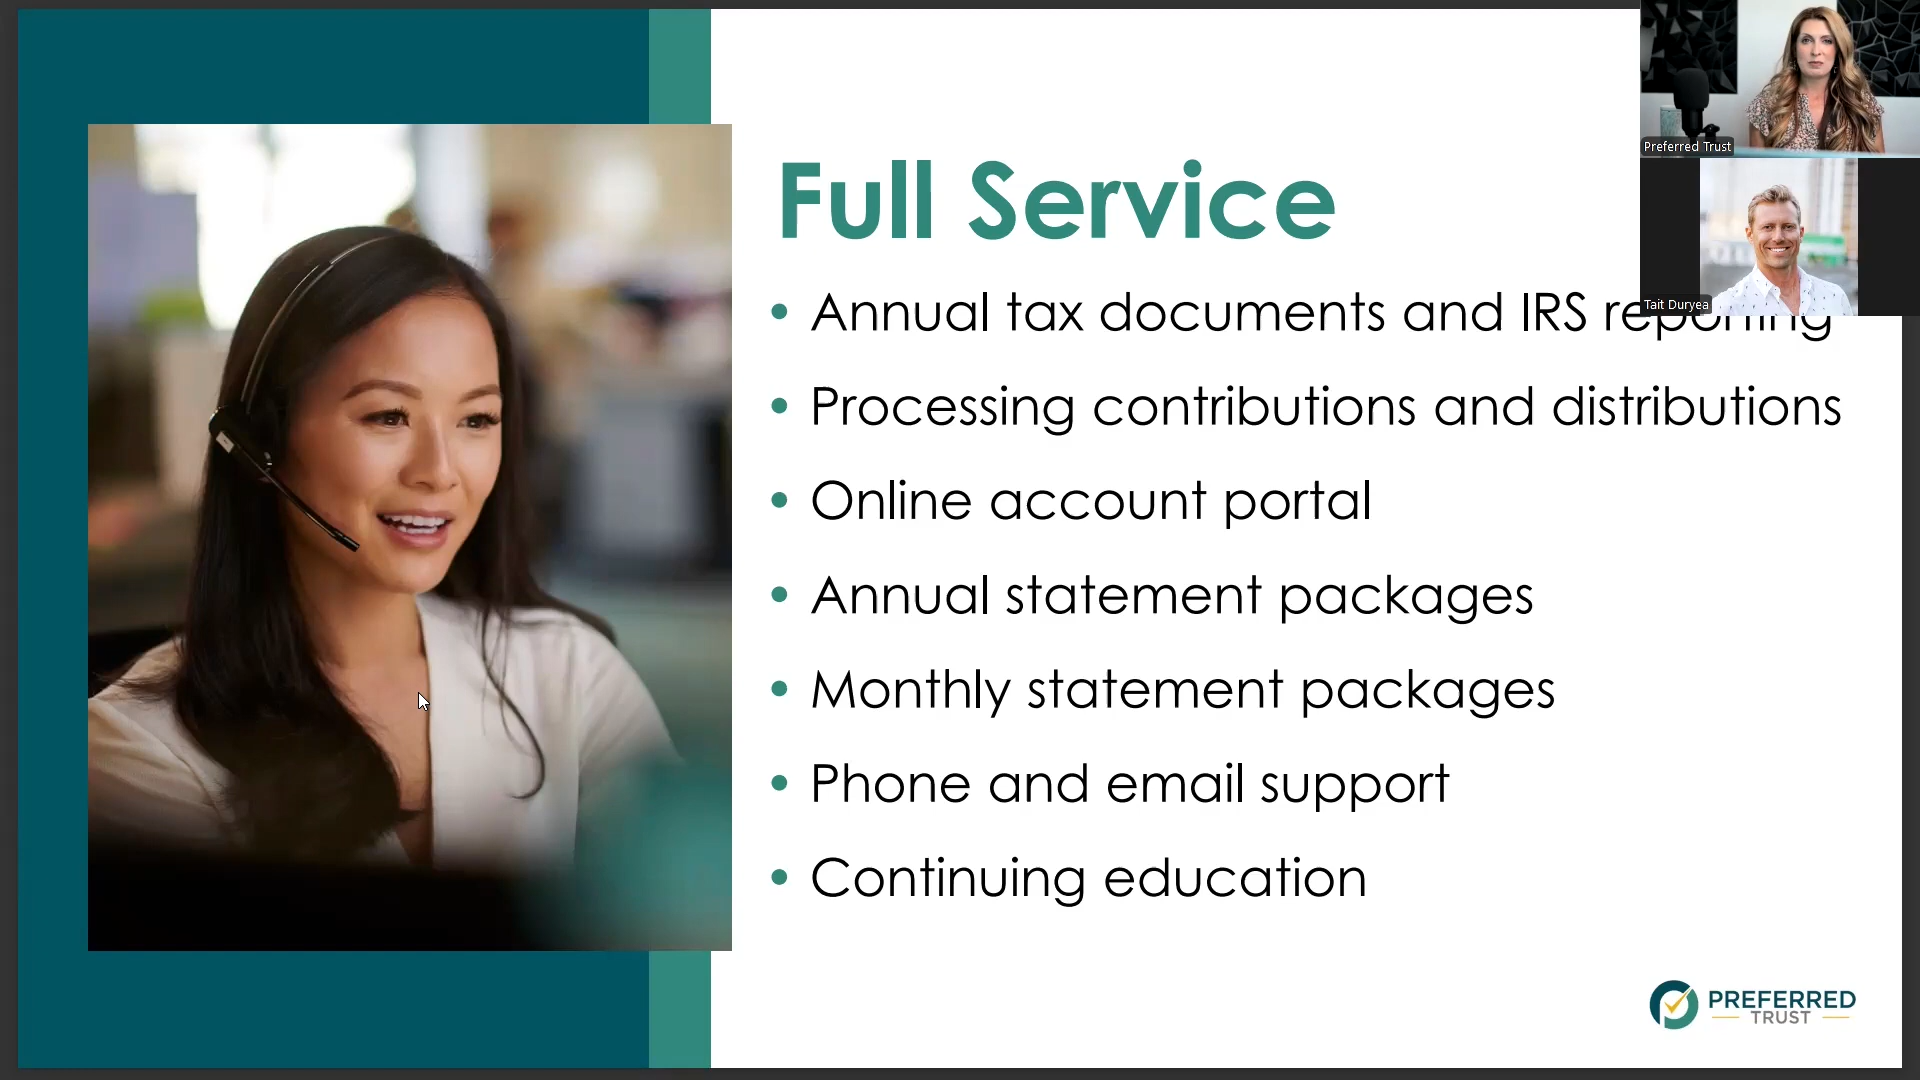 Full Service
• Annual tax documents and IRS reporting
• Processing contributions and distributions
• Online account portal
• Annual statement packages
• Monthly statement packages
• Phone and email support
• Continuing education
Preferred Trust
Tait Duryea
PREFERRED
TRUST